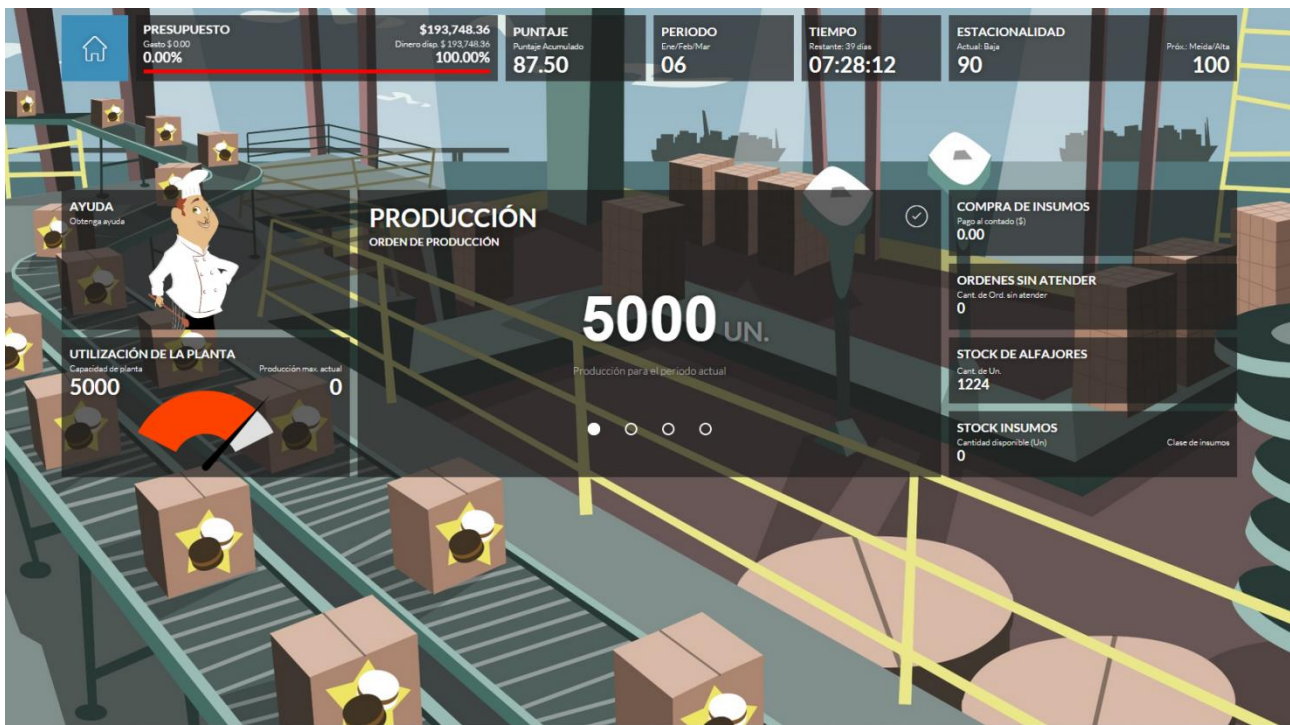 PRESUPUESTO
$193,748.36
Gasto $ 0.00
Dinero disp. $ 193,748.36
0.00%
100.00%
PUNTAJE
Puntaje Acumulado
87.50
PERIODO
Ene/Feb/Mar
06
TIEMPO
Restante: 39 días
07:28:12
ESTACIONALIDAD
Actual: Baja
Próx.: Meida/Alta
90
100
AYUDA
Obtenga ayuda
PRODUCCIÓN
ORDEN DE PRODUCCIÓN
5000 UN.
Producción para el periodo actual
UTILIZACIÓN DE LA PLANTA
Capacidad de planta
Producción max. actual
5000
0
COMPRA DE INSUMOS
Pago al contado ($)
0.00
ORDENES SIN ATENDER
Cant. de Ord. sin atender
0
STOCK DE ALFAJORES
Cant. de Un.
1224
STOCK INSUMOS
Cantidad disponible (Un)
Clase de insumos
0